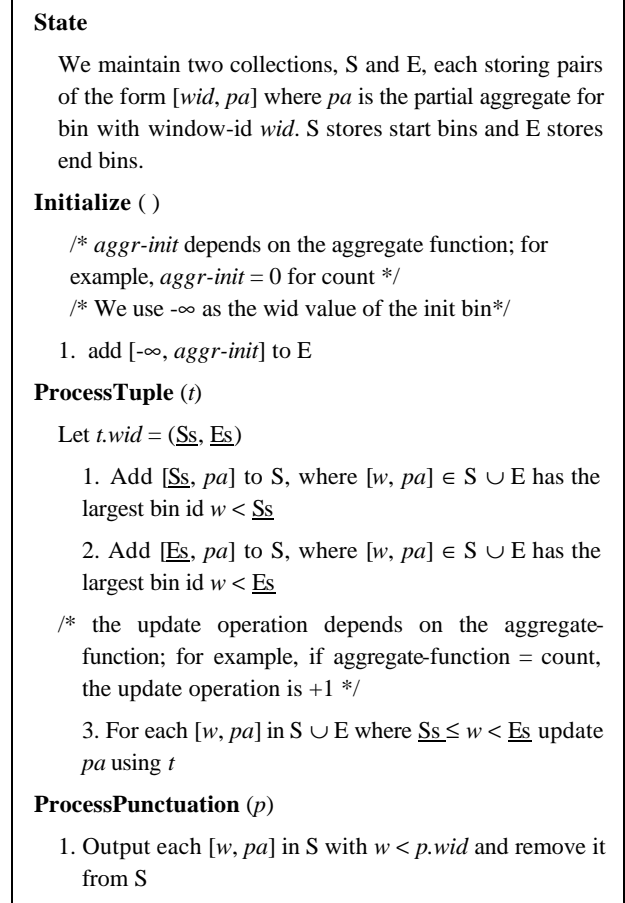 State
We maintain two collections, S and E, each storing pairs
of the form [wid, pa] where pa is the partial aggregate for
bin with window-id wid. S stores start bins and E stores
end bins.
Initialize ( )
/* aggr-init depends on the aggregate function; for
example, aggr-init = 0 for count */
/* We use -∞ as the wid value of the init bin*/
1. add [-∞, aggr-init] to E
ProcessTuple (t)
Let t.wid = (Ss, Es)
1. Add [Ss, pa] to S, where [w, pa] ∈ S ∪ E has the
largest bin id w < Ss
2. Add [Es, pa] to S, where [w, pa] ∈ S ∪ E has the
largest bin id w < Es
/* the update operation depends on the aggregate-
function; for example, if aggregate-function = count,
the update operation is +1 */
3. For each [w, pa] in S ∪ E where Ss ≤ w < Es update
pa using t
ProcessPunctuation (p)
1. Output each [w, pa] in S with w < p.wid and remove it
from S